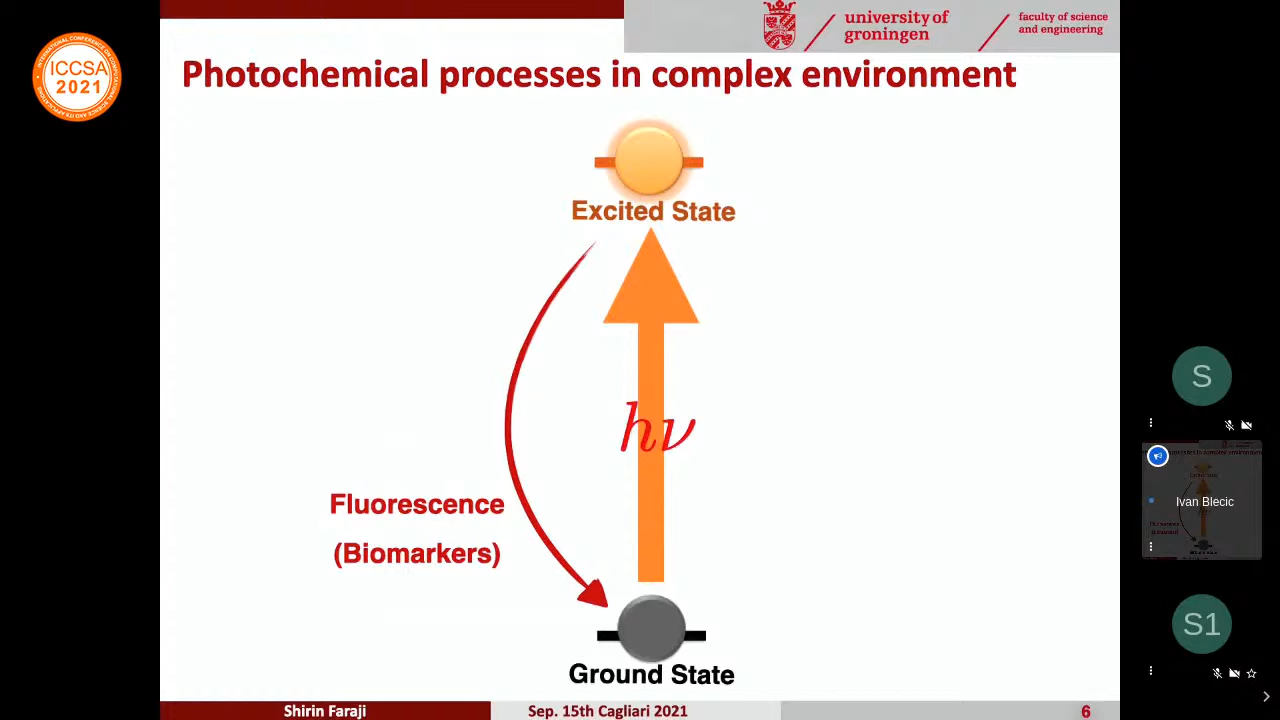 university of
groningen
faculty of science
and engineering
ICCSA
2021
Photochemical processes in complex environment
Excited State
hν
Fluorescence
(Biomarkers)
Ground State
Shirin Faraji
Sep. 15th Cagliari 2021
6
S
Ivan Blecic
S1